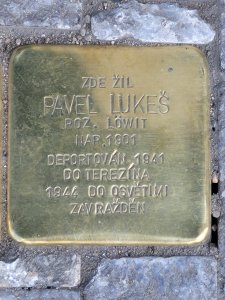 ZDE ŽIL
PAVEL LUKEŠ
ROZ. LÖWIT
NAR. 1901
DEPORTOVÁN 1941
DO TEREZÍNA
1944 DO OSVĚTIMI
ZAVRAŽDĚN